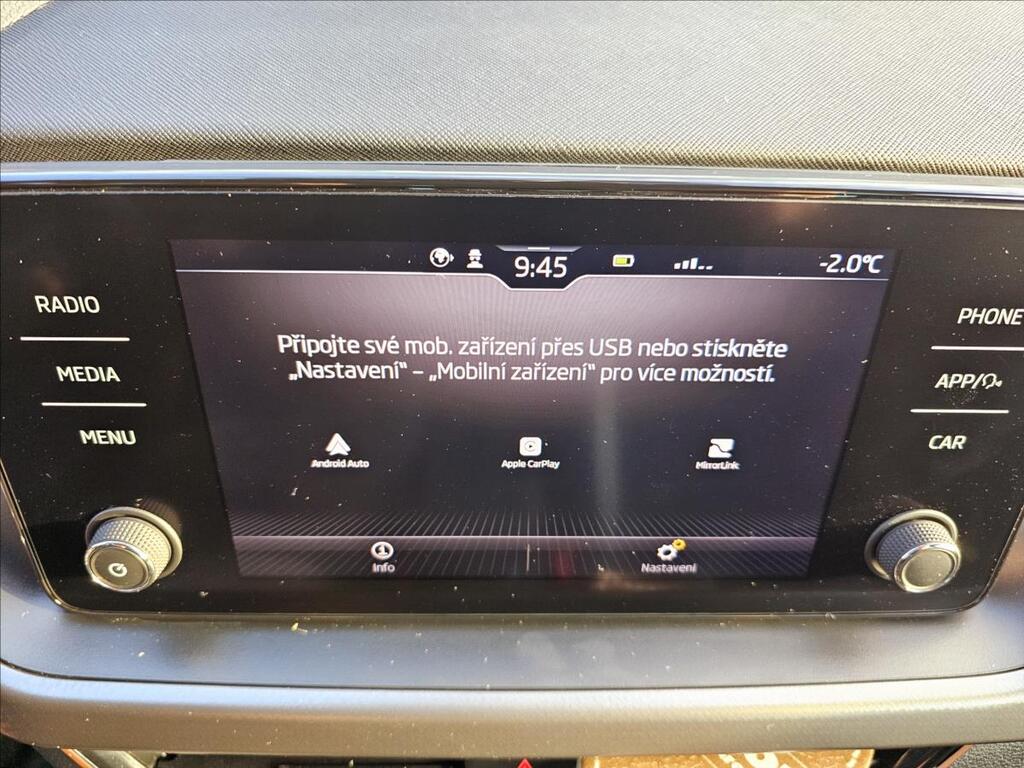 9:45
-2.0°C
RADIO
MEDIA
MENU
PHONE
APP/
CAR
Připojte své mob. zařízení přes USB nebo stiskněte
„Nastavení“ – „Mobilní zařízení“ pro více možností.
Android Auto
Apple CarPlay
MirrorLink
Info
Nastavení